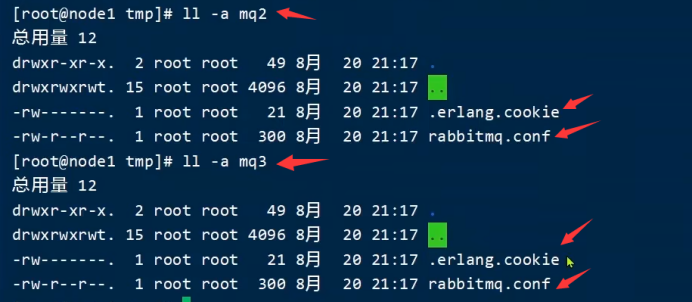 [root@node1 tmp]# ll -a mq2
总用量 12
drwxr-xr-x.  2 root root   49 8月   20 21:17 .
drwxrwxrwt. 15 root root 4096 8月   20 21:17 ..
-rw-------.  1 root root   21 8月   20 21:17 .erlang.cookie
-rw-r--r--.  1 root root  300 8月   20 21:17 rabbitmq.conf
[root@node1 tmp]# ll -a mq3
总用量 12
drwxr-xr-x.  2 root root   49 8月   20 21:17 .
drwxrwxrwt. 15 root root 4096 8月   20 21:17 ..
-rw-------.  1 root root   21 8月   20 21:17 .erlang.cookie
-rw-r--r--.  1 root root  300 8月   20 21:17 rabbitmq.conf